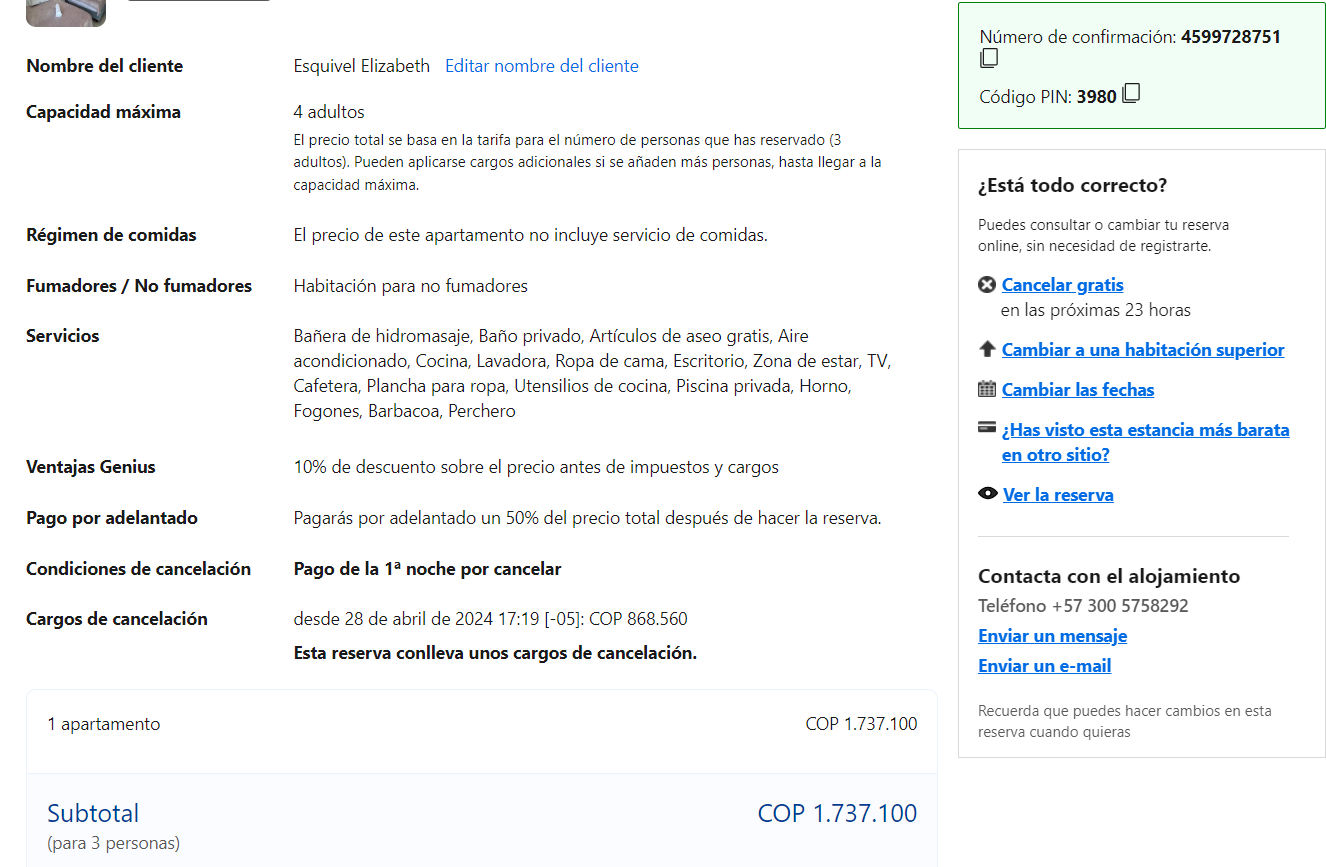 Nombre del cliente
Esquivel Elizabeth Editar nombre del cliente
Capacidad máxima
4 adultos
El precio total se basa en la tarifa para el número de personas que has reservado (3
adultos). Pueden aplicarse cargos adicionales si se añaden más personas, hasta llegar a la
capacidad máxima.
Régimen de comidas
El precio de este apartamento no incluye servicio de comidas.
Fumadores / No fumadores
Habitación para no fumadores
Servicios
Bañera de hidromasaje, Baño privado, Artículos de aseo gratis, Aire
acondicionado, Cocina, Lavadora, Ropa de cama, Escritorio, Zona de estar, TV,
Cafetera, Plancha para ropa, Utensilios de cocina, Piscina privada, Horno,
Fogones, Barbacoa, Perchero
Ventajas Genius
10% de descuento sobre el precio antes de impuestos y cargos
Pago por adelantado
Pagarás por adelantado un 50% del precio total después de hacer la reserva.
Condiciones de cancelación
Pago de la 1ª noche por cancelar
Cargos de cancelación
desde 28 de abril de 2024 17:19 [-05]: COP 868.560
Esta reserva conlleva unos cargos de cancelación.
1 apartamento
COP 1.737.100
Subtotal
COP 1.737.100
(para 3 personas)
Número de confirmación: 4599728751
Código PIN: 3980
¿Está todo correcto?
Puedes consultar o cambiar tu reserva
online, sin necesidad de registrarte.
Cancelar gratis
en las próximas 23 horas
Cambiar a una habitación superior
Cambiar las fechas
¿Has visto esta estancia más barata
en otro sitio?
Ver la reserva
Contacta con el alojamiento
Teléfono +57 300 5758292
Enviar un mensaje
Enviar un e-mail
Recuerda que puedes hacer cambios en esta
reserva cuando quieras